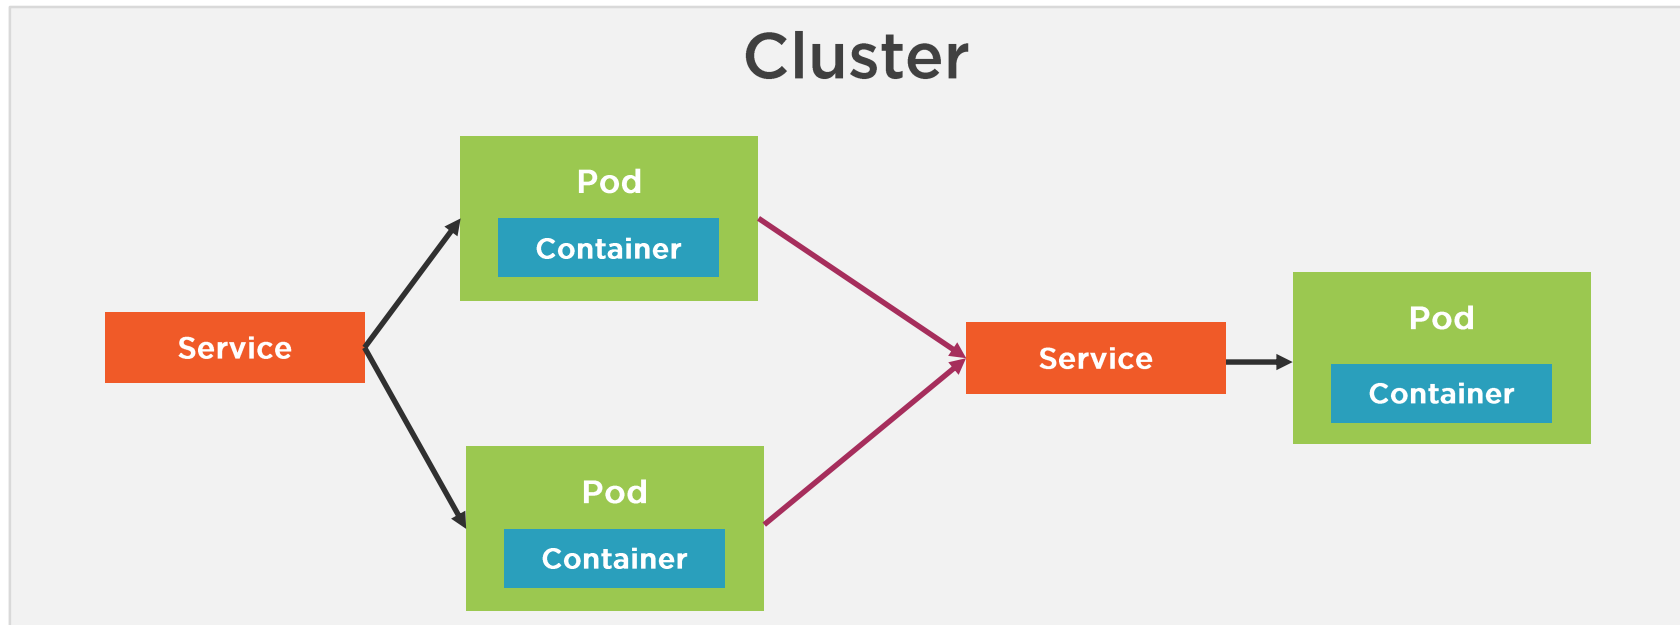 Cluster
Pod
Container
Service
Service
Pod
Container
Pod
Container